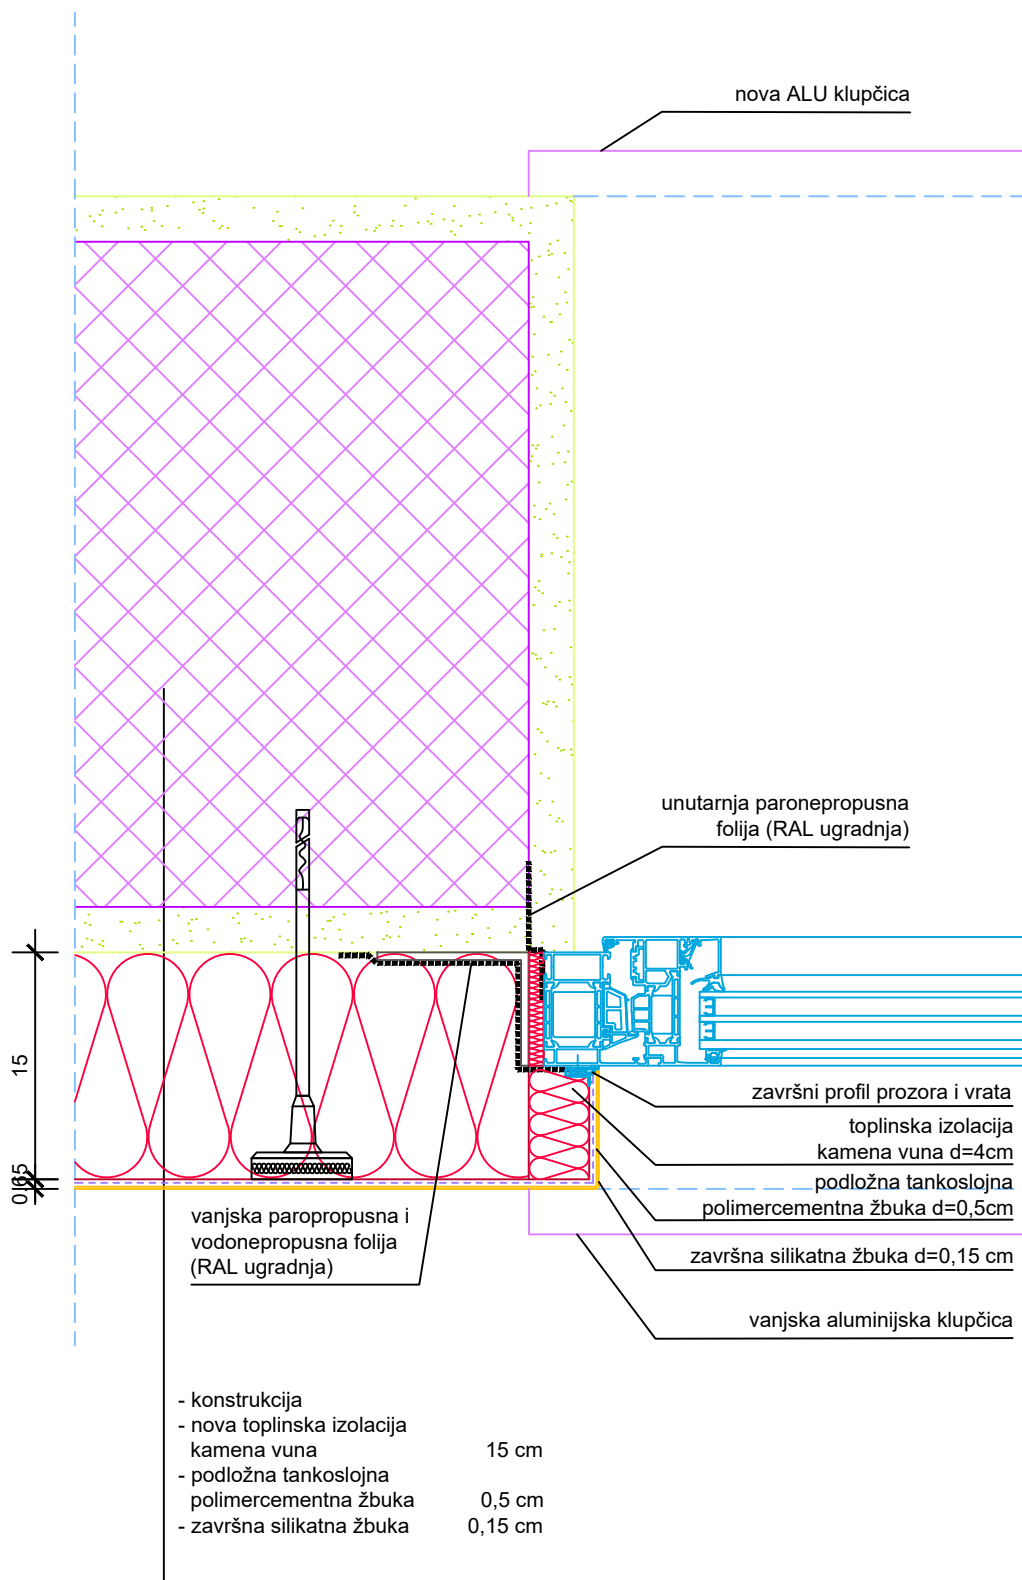 nova ALU klupčica
unutarnja paronepropusna
folija (RAL ugradnja)
15
0,65
završni profil prozora i vrata
toplinska izolacija
kamena vuna d=4cm
podložna tankoslojna
polimercementna žbuka d=0,5cm
završna silikatna žbuka d=0,15 cm
vanjska aluminijska klupčica
vanjska paropropusna i
vodonepropusna folija
(RAL ugradnja)
- konstrukcija
- nova toplinska izolacija
kamena vuna 15 cm
- podložna tankoslojna
polimercementna žbuka 0,5 cm
- završna silikatna žbuka 0,15 cm